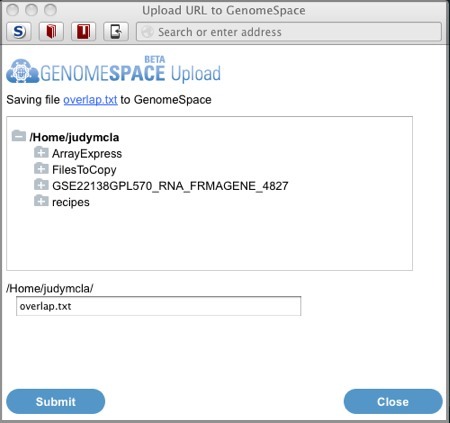 Upload URL to GenomeSpace
Search or enter address
BETA
GENOMESPACE Upload
Saving file overlap.txt to GenomeSpace
/Home/judymcla
ArrayExpress
FilesToCopy
GSE22138GPL570_RNA_FRMAGENE_4827
recipes
/Home/judymcla/
overlap.txt
Submit Close